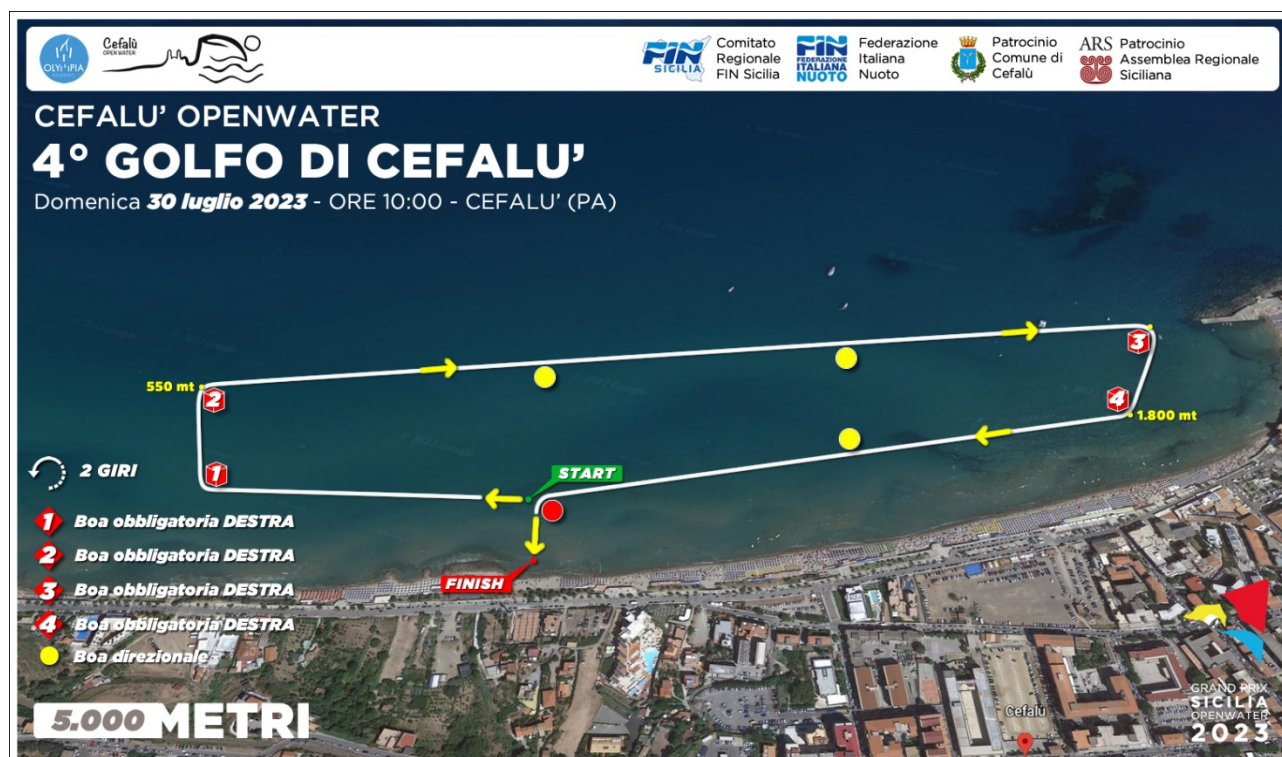 OLYMPIA
PALERMO
Cefalù
OPEN WATER
FIN
SICILIA
Comitato
Regionale
FIN Sicilia
FIN
FEDERAZIONE
ITALIANA
NUOTO
Federazione
Italiana
Nuoto
Patrocinio
Comune di
Cefalù
ARS
Patrocinio
Assemblea Regionale
Siciliana
CEFALU' OPENWATER
4° GOLFO DI CEFALU'
Domenica 30 luglio 2023 - ORE 10:00 - CEFALU' (PA)
3
550 mt
2
4
1.800 mt
1
START
2 GIRI
1 Boa obbligatoria DESTRA
2 Boa obbligatoria DESTRA
FINISH
3 Boa obbligatoria DESTRA
4 Boa obbligatoria DESTRA
Boa direzionale
5.000 METRI
Cefalù
GRAND PRIX
SICILIA
OPENWATER
2023